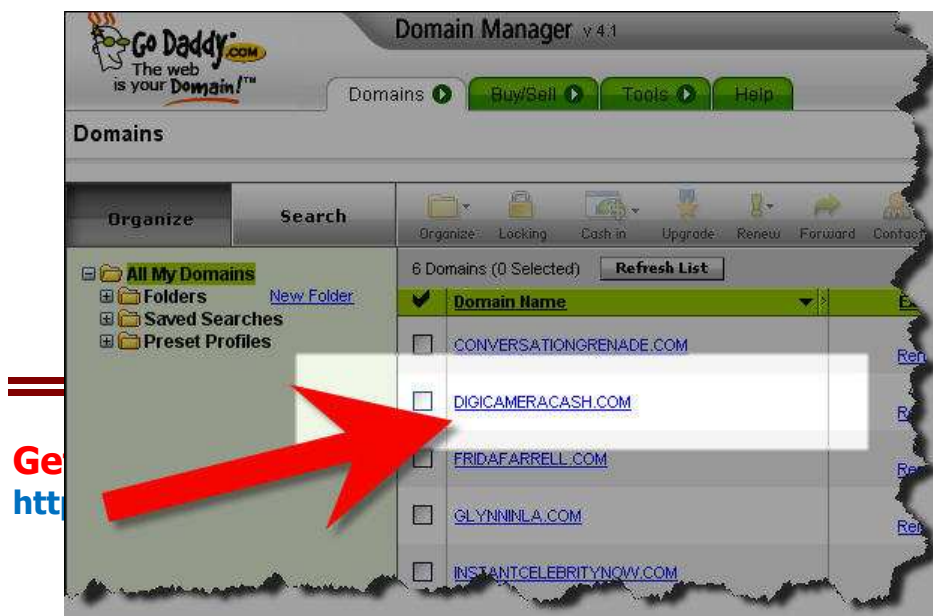 Go Daddy.COM
The web
is your Domain!™
Domain Manager v 4.1
Domains Buy/Sell Tools Help
Domains
Organize Search
Organize Locking Cash in Upgrade Renew Forward Contact
All My Domains
Folders New Folder
Saved Searches
Preset Profiles
6 Domains (0 Selected) Refresh List
Domain Name
CONVERSATIONGRENADE.COM
DIGICAMERACASH.COM
FRIDAFARRELL.COM
GLYNNINLA.COM
INSTANTCELEBRITYNOW.COM